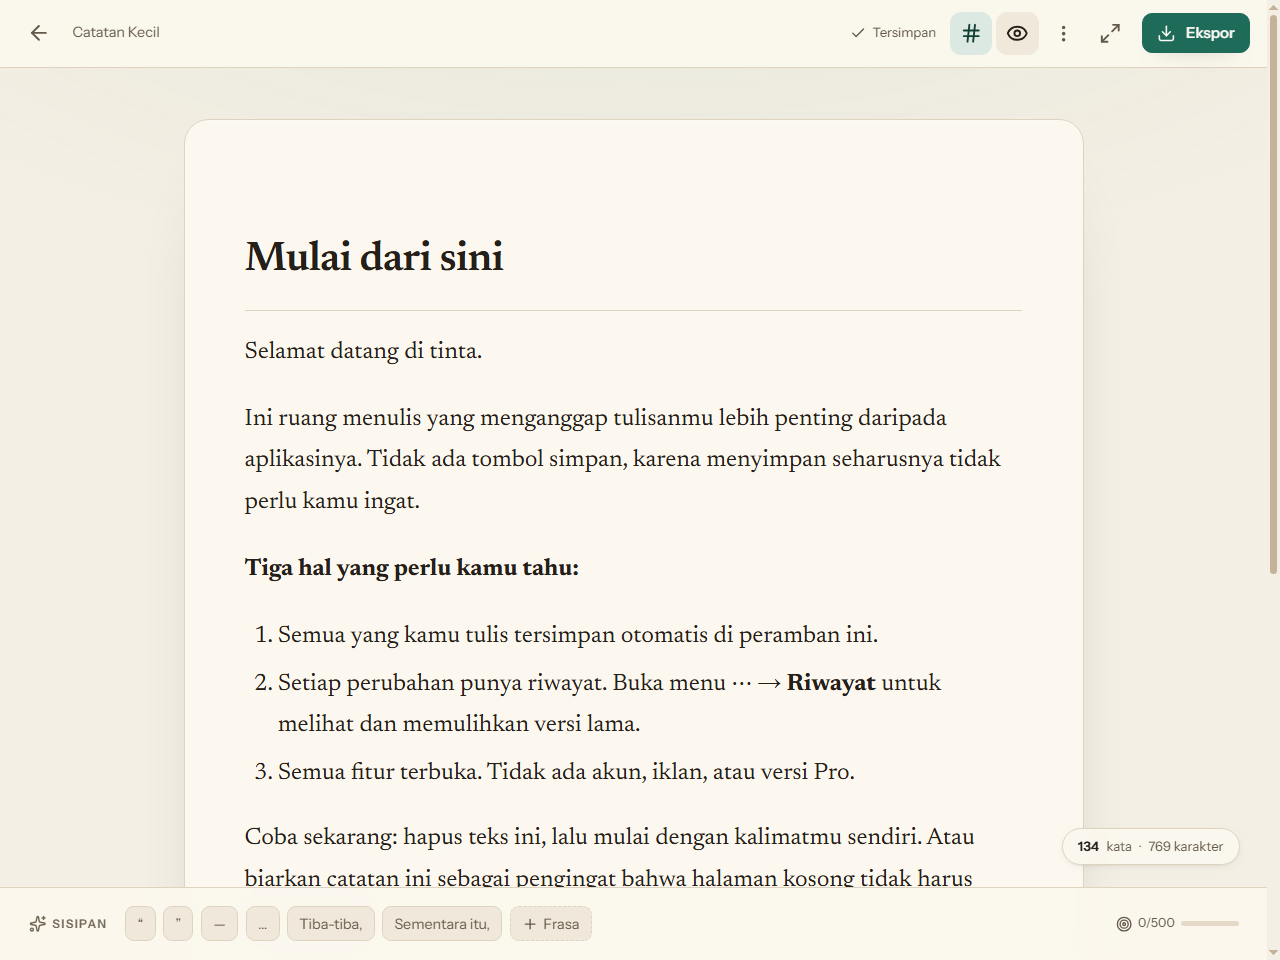 Catatan Kecil
Tersimpan
Ekspor
Mulai dari sini
Selamat datang di tinta.
Ini ruang menulis yang menganggap tulisanmu lebih penting daripada
aplikasinya. Tidak ada tombol simpan, karena menyimpan seharusnya tidak
perlu kamu ingat.
Tiga hal yang perlu kamu tahu:
1. Semua yang kamu tulis tersimpan otomatis di peramban ini.
2. Setiap perubahan punya riwayat. Buka menu ··· → Riwayat untuk
melihat dan memulihkan versi lama.
3. Semua fitur terbuka. Tidak ada akun, iklan, atau versi Pro.
Coba sekarang: hapus teks ini, lalu mulai dengan kalimatmu sendiri. Atau
biarkan catatan ini sebagai pengingat bahwa halaman kosong tidak harus
134 kata · 769 karakter
SISIPAN “ ” — … Tiba-tiba, Sementara itu, + Frasa
0/500